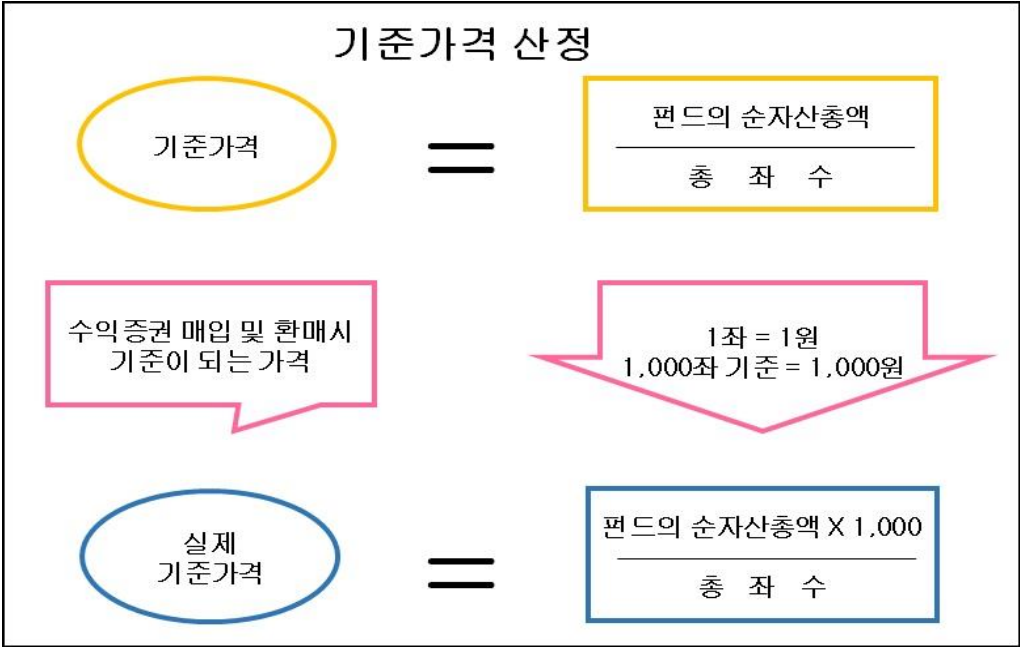 기준가격 산정
기준가격
=
펀드의 순자산총액
총 좌 수
수익증권 매입 및 환매시
기준이 되는 가격
1좌 = 1원
1,000좌 기준 = 1,000원
실제
기준가격
=
펀드의 순자산총액 X 1,000
총 좌 수